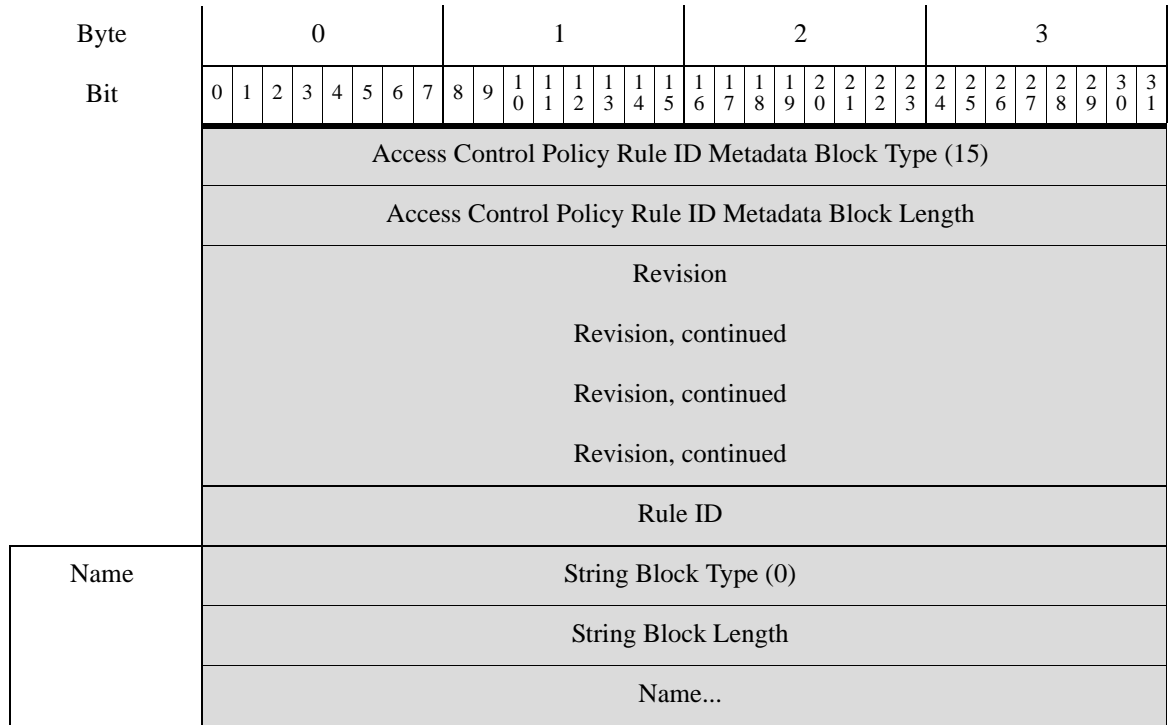 Byte 0 1 2 3
Bit 0 1 2 3 4 5 6 7 8 9 10 11 12 13 14 15 16 17 18 19 20 21 22 23 24 25 26 27 28 29 30 31
Access Control Policy Rule ID Metadata Block Type (15)
Access Control Policy Rule ID Metadata Block Length
Revision
Revision, continued
Revision, continued
Revision, continued
Rule ID
Name String Block Type (0)
String Block Length
Name...